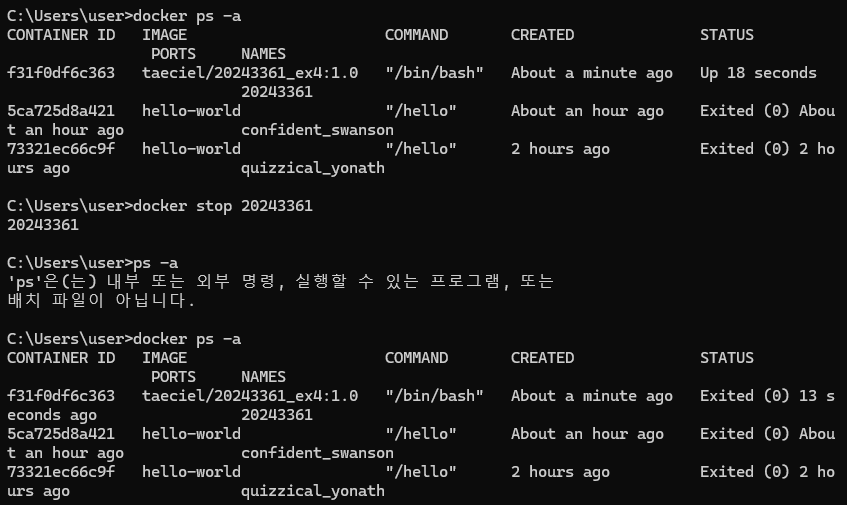 C:\Users\user>docker ps -a
CONTAINER ID   IMAGE                      COMMAND       CREATED              STATUS
                PORTS     NAMES
f31f0df6c363   taeciel/20243361_ex4:1.0   "/bin/bash"   About a minute ago   Up 18 seconds
                          20243361
5ca725d8a421   hello-world                "/hello"      About an hour ago    Exited (0) Abou
t an hour ago             confident_swanson
73321ec66c9f   hello-world                "/hello"      2 hours ago          Exited (0) 2 ho
urs ago                   quizzical_yonath
C:\Users\user>docker stop 20243361
20243361
C:\Users\user>ps -a
'ps'은(는) 내부 또는 외부 명령, 실행할 수 있는 프로그램, 또는
배치 파일이 아닙니다.
C:\Users\user>docker ps -a
CONTAINER ID   IMAGE                      COMMAND       CREATED              STATUS
                PORTS     NAMES
f31f0df6c363   taeciel/20243361_ex4:1.0   "/bin/bash"   About a minute ago   Exited (0) 13 s
econds ago                20243361
5ca725d8a421   hello-world                "/hello"      About an hour ago    Exited (0) Abou
t an hour ago             confident_swanson
73321ec66c9f   hello-world                "/hello"      2 hours ago          Exited (0) 2 ho
urs ago                   quizzical_yonath